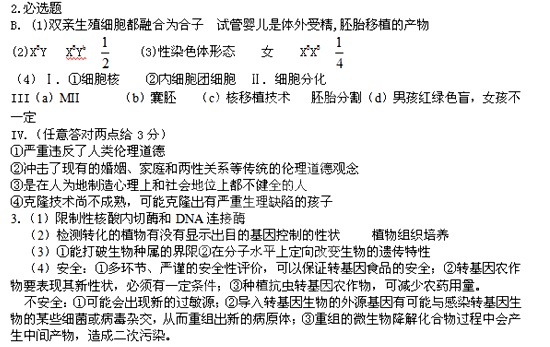 2.必选题
B. (1)双亲生殖细胞都融合为合子 试管婴儿是体外受精,胚胎移植的产物
(2)XᴮY XᴮYᵇ 1/2 (3)性染色体形态 女 XᴮXᴮ 1/4
(4) Ⅰ.①细胞核 ②内细胞团细胞 Ⅱ.细胞分化
III(a)MII (b)囊胚 (c)核移植技术 胚胎分割(d)男孩红绿色盲,女孩不
一定
IV.(任意答对两点给3分)
①严重违反了人类伦理道德
②冲击了现有的婚姻、家庭和两性关系等传统的伦理道德观念
③是在人为地制造心理上和社会地位上都不健全的人
④克隆技术尚不成熟,可能克隆出有严重生理缺陷的孩子
3.(1)限制性核酸内切酶和DNA连接酶
(2)检测转化的植物有没有显示出目的基因控制的性状 植物组织培养
(3)①能打破生物种属的界限②在分子水平上定向改变生物的遗传特性
(4)安全:①多环节、严谨的安全性评价,可以保证转基因食品的安全;②转基因农作
物要表现其新性状,必须有一定条件;③种植抗虫转基因农作物,可减少农药用量。
不安全:①可能会出现新的过敏源;②导入转基因生物的外源基因有可能与感染转基因生
物的某些细菌或病毒杂交,从而重组出新的病原体;③重组的微生物降解化合物过程中会产
生中间产物,造成二次污染。